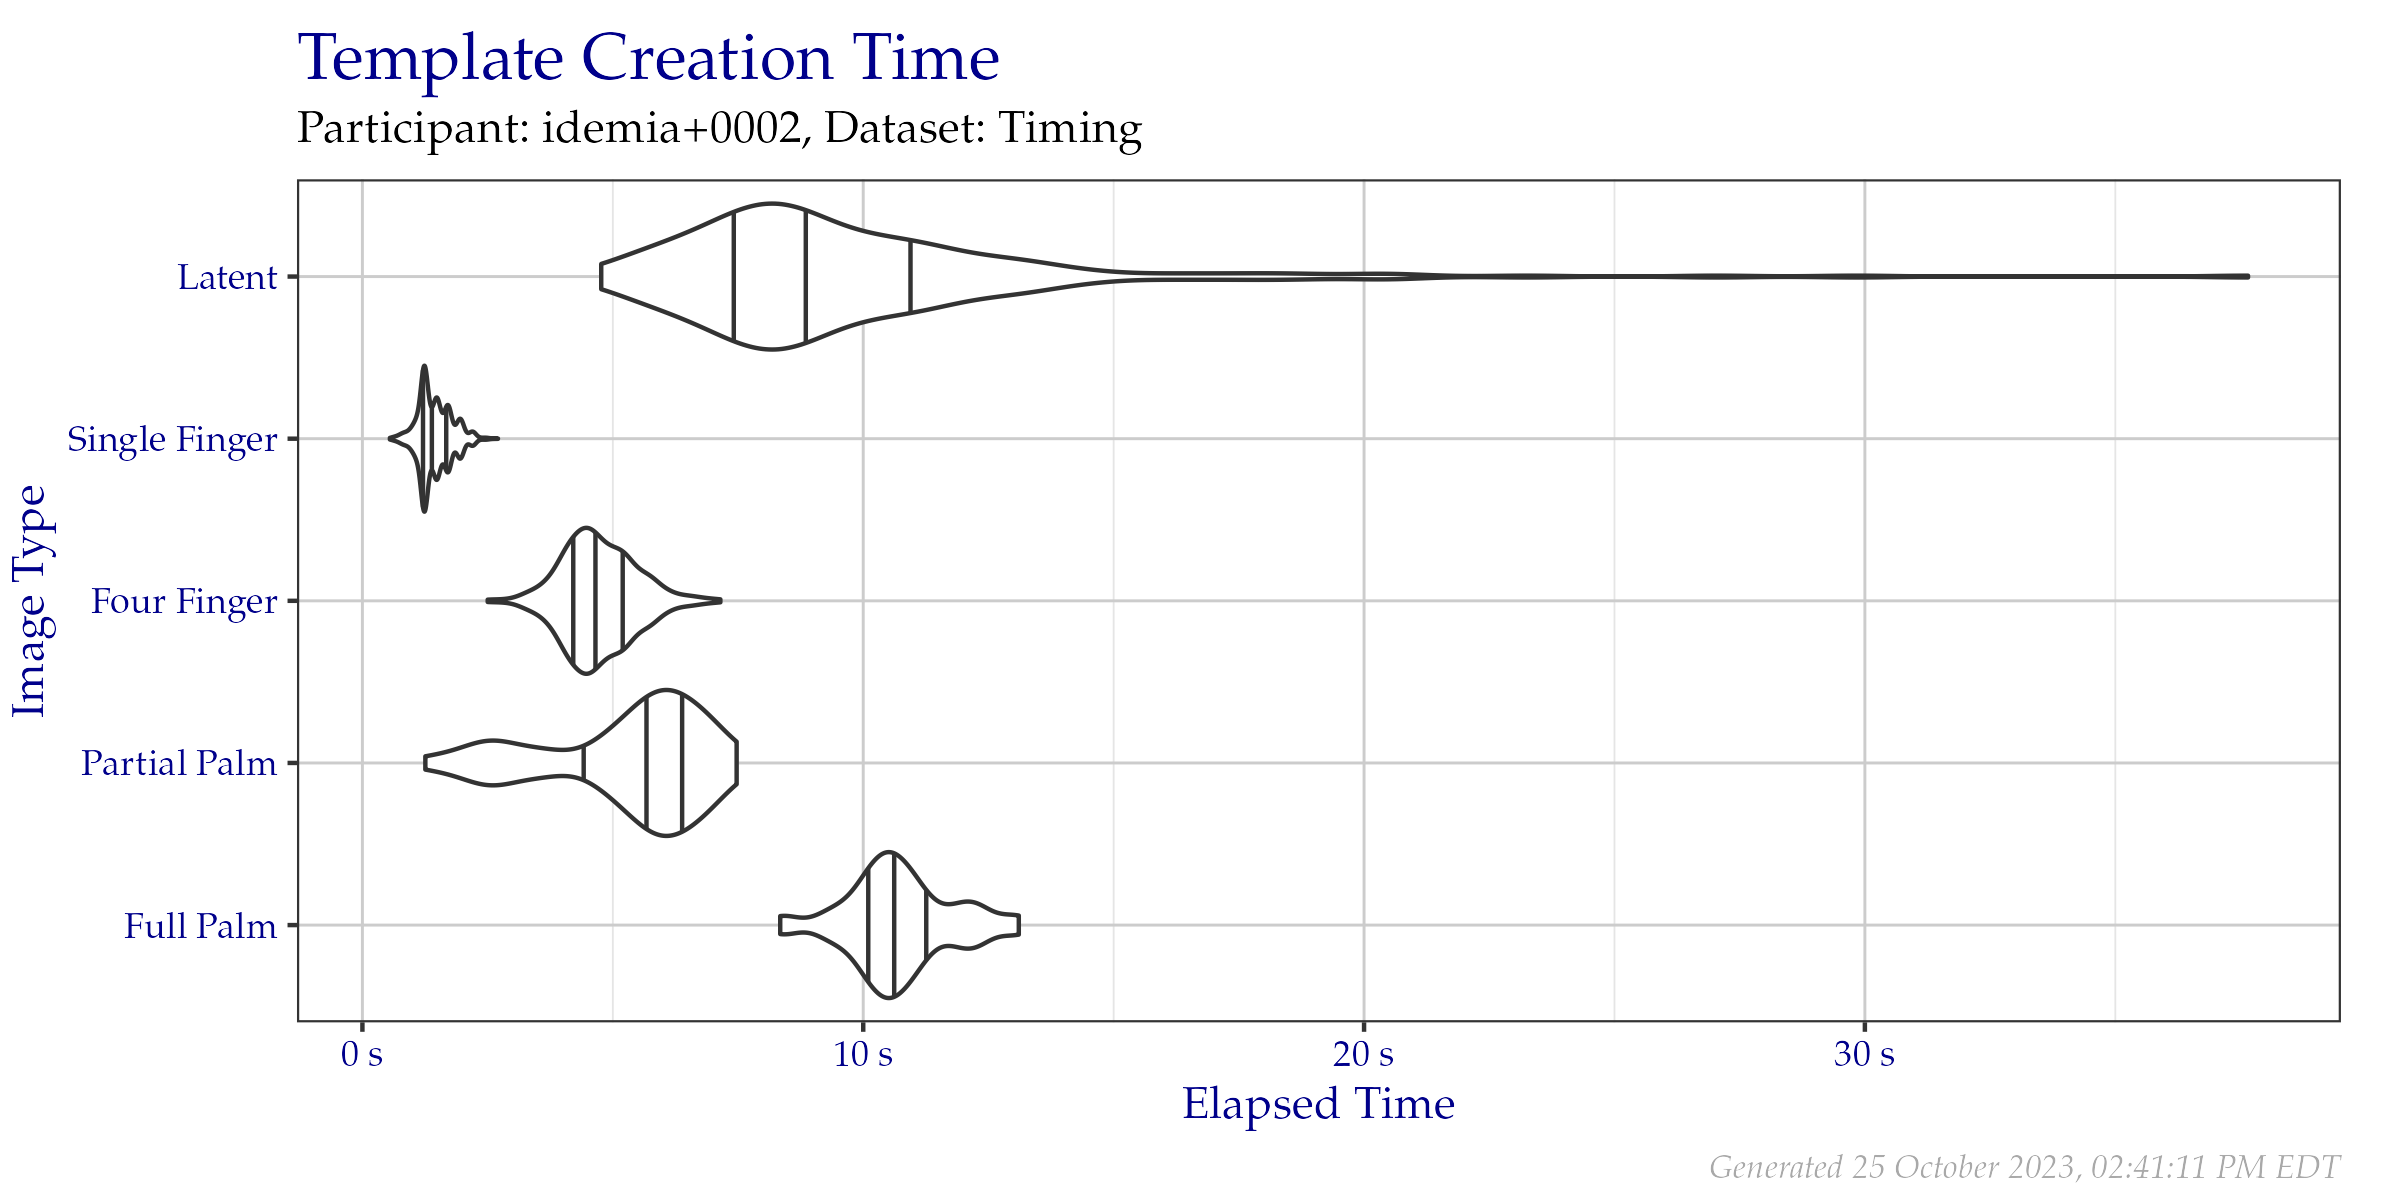 Template Creation Time
Participant: idemia+0002, Dataset: Timing
Image Type
Latent
Single Finger
Four Finger
Partial Palm
Full Palm
0 s 10 s 20 s 30 s
Elapsed Time
Generated 25 October 2023, 02:41:11 PM EDT